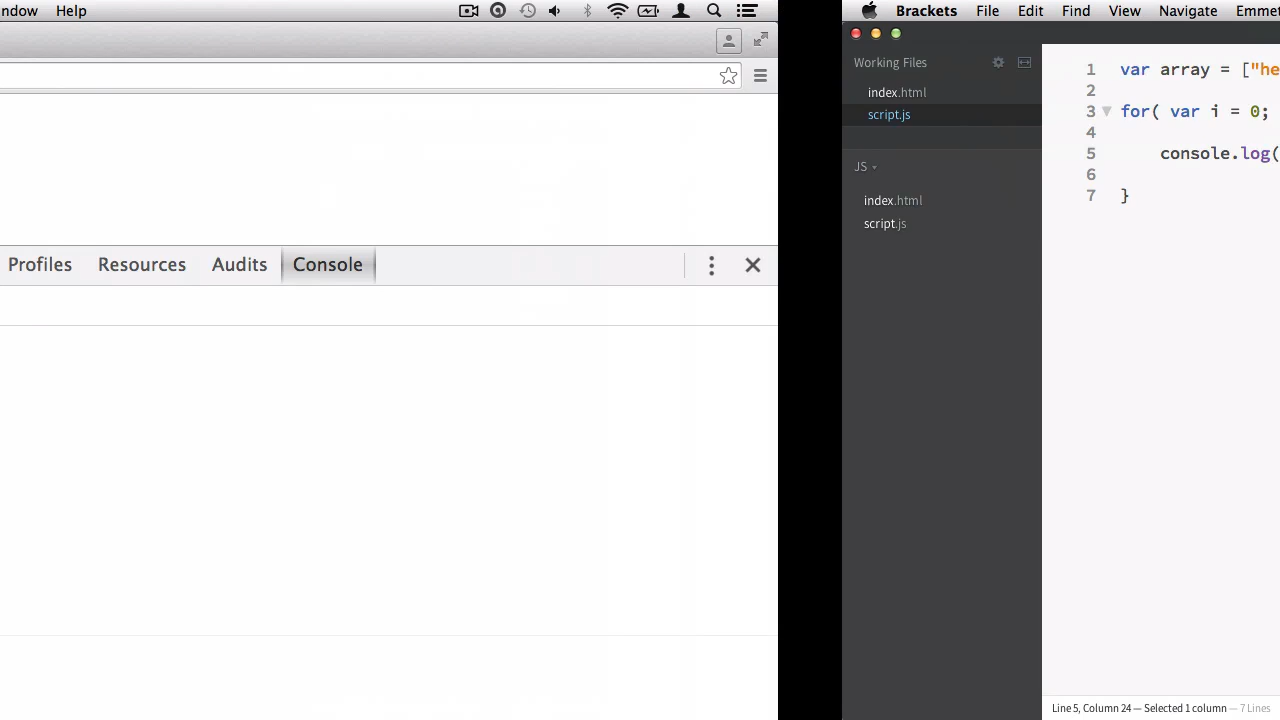 ndow Help
Profiles Resources Audits Console
Brackets File Edit Find View Navigate Emmet
Working Files
index.html
script.js
JS
index.html
script.js
1 var array = ["he
2
3 for( var i = 0;
4
5 console.log(
6
7 }
Line 5, Column 24 — Selected 1 column — 7 Lines